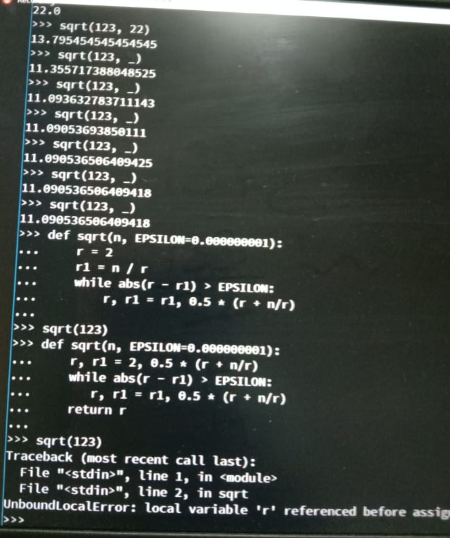 22.0
>>> sqrt(123, 22)
13.795454545454545
>>> sqrt(123, _)
11.355717388048525
>>> sqrt(123, _)
11.093632783711143
>>> sqrt(123, _)
11.09053693850111
>>> sqrt(123, _)
11.090536506409425
>>> sqrt(123, _)
11.090536506409418
>>> sqrt(123, _)
11.090536506409418
>>> def sqrt(n, EPSILON=0.000000001):
... r = 2
... r1 = n / r
... while abs(r - r1) > EPSILON:
... r, r1 = r1, 0.5 * (r + n/r)
...
>>> sqrt(123)
>>> def sqrt(n, EPSILON=0.000000001):
... r, r1 = 2, 0.5 * (r + n/r)
... while abs(r - r1) > EPSILON:
... r, r1 = r1, 0.5 * (r + n/r)
... return r
...
>>> sqrt(123)
Traceback (most recent call last):
File "<stdin>", line 1, in <module>
File "<stdin>", line 2, in sqrt
UnboundLocalError: local variable 'r' referenced before assig
>>>